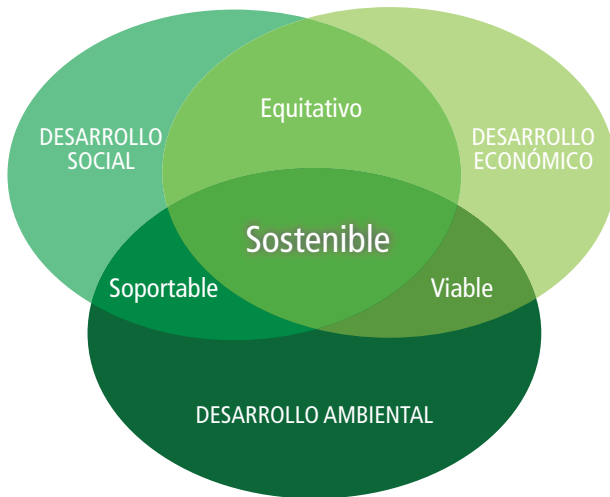 Equitativo
DESARROLLO
SOCIAL
DESARROLLO
ECONÓMICO
Sostenible
Soportable
Viable
DESARROLLO AMBIENTAL